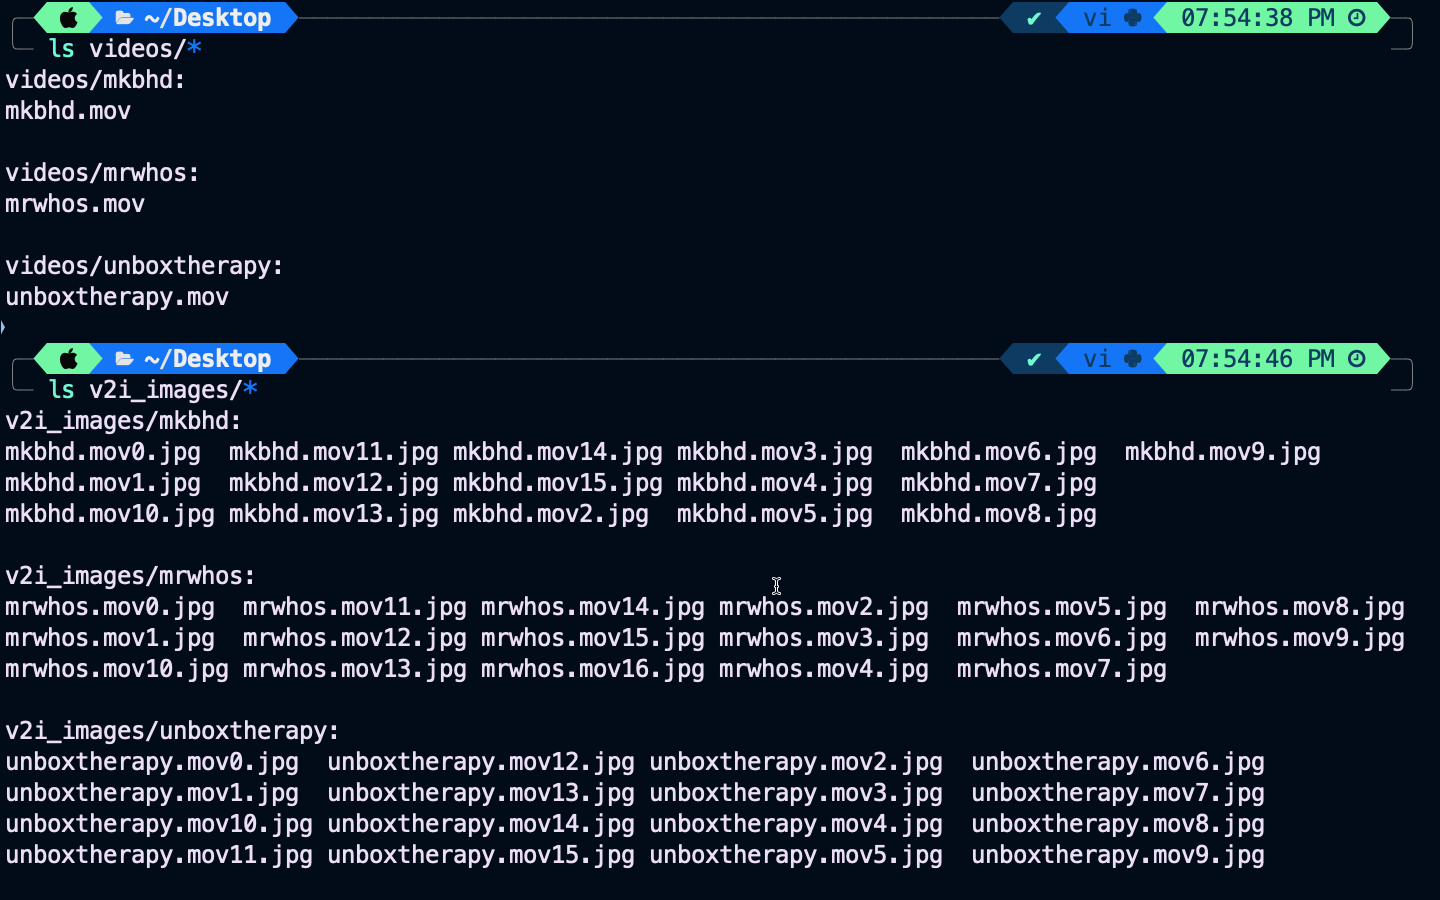 ~/Desktop ✔ vi 07:54:38 PM
ls videos/*
videos/mkbhd:
mkbhd.mov
videos/mrwhos:
mrwhos.mov
videos/unboxtherapy:
unboxtherapy.mov
~/Desktop ✔ vi 07:54:46 PM
ls v2i_images/*
v2i_images/mkbhd:
mkbhd.mov0.jpg mkbhd.mov11.jpg mkbhd.mov14.jpg mkbhd.mov3.jpg mkbhd.mov6.jpg mkbhd.mov9.jpg
mkbhd.mov1.jpg mkbhd.mov12.jpg mkbhd.mov15.jpg mkbhd.mov4.jpg mkbhd.mov7.jpg
mkbhd.mov10.jpg mkbhd.mov13.jpg mkbhd.mov2.jpg mkbhd.mov5.jpg mkbhd.mov8.jpg
v2i_images/mrwhos:
mrwhos.mov0.jpg mrwhos.mov11.jpg mrwhos.mov14.jpg mrwhos.mov2.jpg mrwhos.mov5.jpg mrwhos.mov8.jpg
mrwhos.mov1.jpg mrwhos.mov12.jpg mrwhos.mov15.jpg mrwhos.mov3.jpg mrwhos.mov6.jpg mrwhos.mov9.jpg
mrwhos.mov10.jpg mrwhos.mov13.jpg mrwhos.mov16.jpg mrwhos.mov4.jpg mrwhos.mov7.jpg
v2i_images/unboxtherapy:
unboxtherapy.mov0.jpg unboxtherapy.mov12.jpg unboxtherapy.mov2.jpg unboxtherapy.mov6.jpg
unboxtherapy.mov1.jpg unboxtherapy.mov13.jpg unboxtherapy.mov3.jpg unboxtherapy.mov7.jpg
unboxtherapy.mov10.jpg unboxtherapy.mov14.jpg unboxtherapy.mov4.jpg unboxtherapy.mov8.jpg
unboxtherapy.mov11.jpg unboxtherapy.mov15.jpg unboxtherapy.mov5.jpg unboxtherapy.mov9.jpg